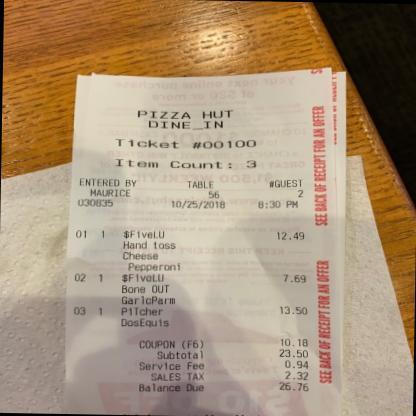 PIZZA HUT
DINE_IN
Ticket #00100
Item Count: 3
ENTERED BY TABLE #GUEST
MAURICE 56 2
030835 10/25/2018 8:30 PM
01 1 $FiveLU 12.49
Hand toss
Cheese
Pepperoni
02 1 $FiveLU 7.69
Bone OUT
GarlcParm
03 1 PiTcher 13.50
DosEquis
COUPON (F6) 10.18
Subtotal 23.50
Service Fee 0.94
SALES TAX 2.32
Balance Due 26.76
SEE BACK OF RECEIPT FOR AN OFFER
SEE BACK OF RECEIPT FOR AN OFFER